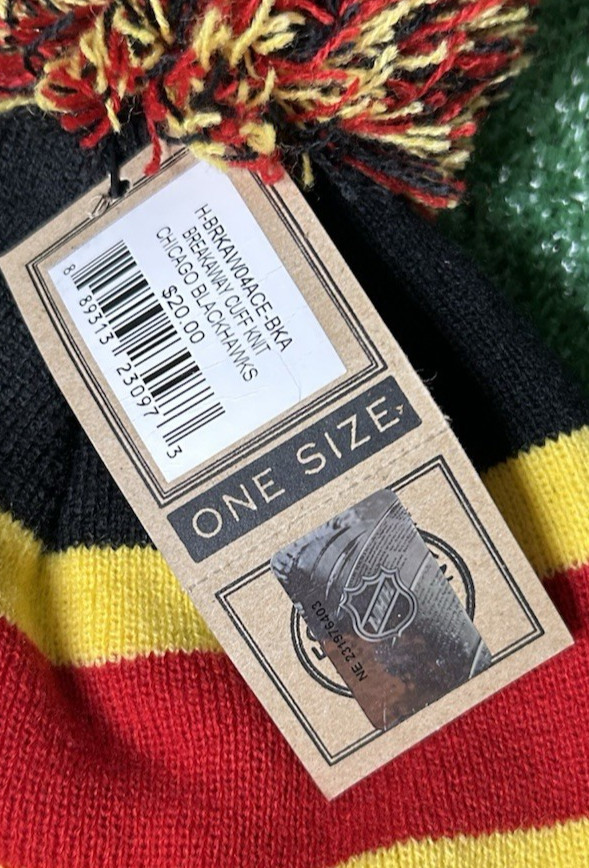 H-BRKAW04ACE-BKA
BREAKAWAY CUFF KNIT
CHICAGO BLACKHAWKS
$20.00
8 89313 23097 3
ONE SIZE
NHL
NE 231976403